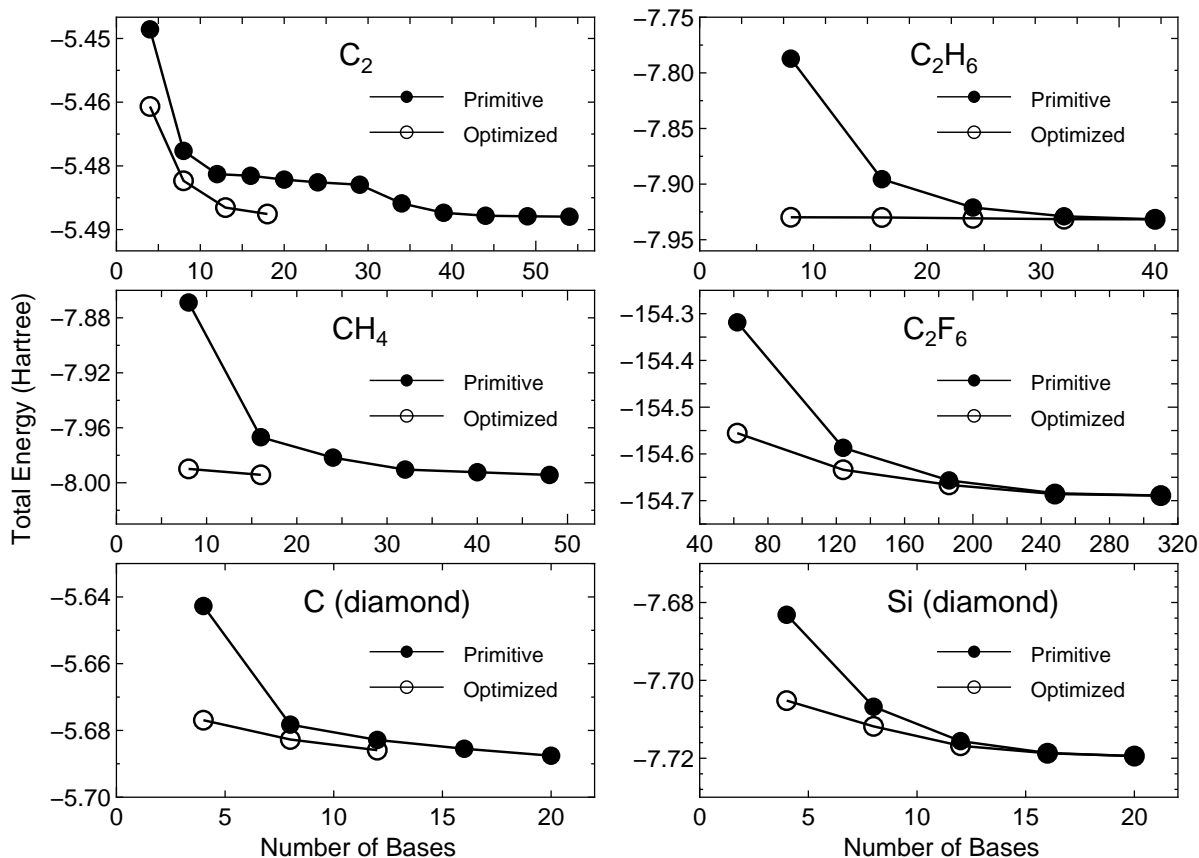 −5.45
−5.46
−5.48
−5.49
0 10 20 30 40 50
C₂
Primitive
Optimized
−7.75
−7.80
−7.85
−7.90
−7.95
0 10 20 30 40
C₂H₆
Primitive
Optimized
Total Energy (Hartree)
−7.88
−7.92
−7.96
−8.00
0 10 20 30 40 50
CH₄
Primitive
Optimized
−154.3
−154.4
−154.5
−154.6
−154.7
40 80 120 160 200 240 280 320
C₂F₆
Primitive
Optimized
−5.64
−5.66
−5.68
−5.70
0 5 10 15 20
C (diamond)
Primitive
Optimized
Number of Bases
−7.68
−7.70
−7.72
0 5 10 15 20
Si (diamond)
Primitive
Optimized
Number of Bases